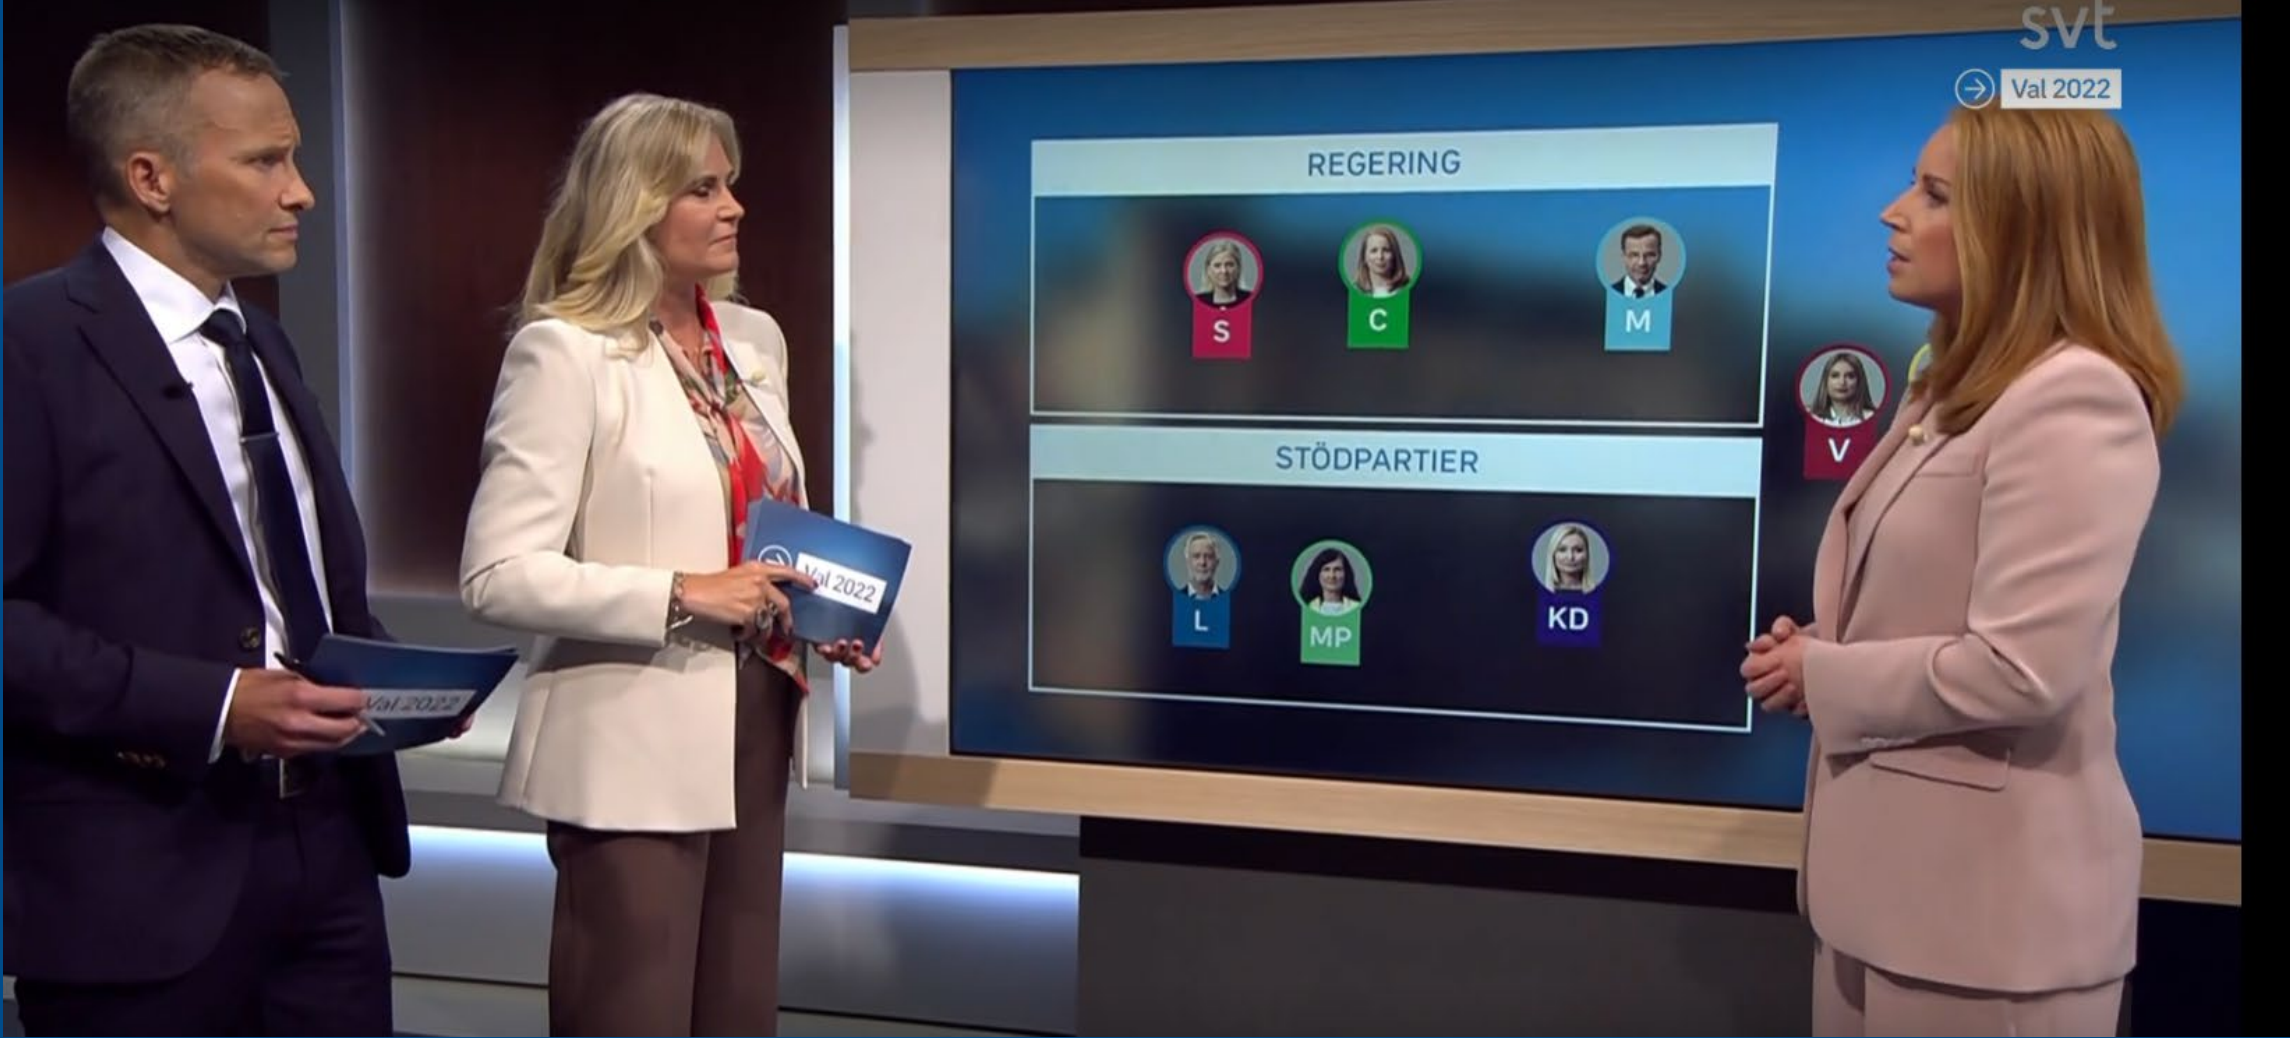 svt
Val 2022
REGERING
S
C
M
V
STÖDPARTIER
L
MP
KD
Val 2022
Val 2022